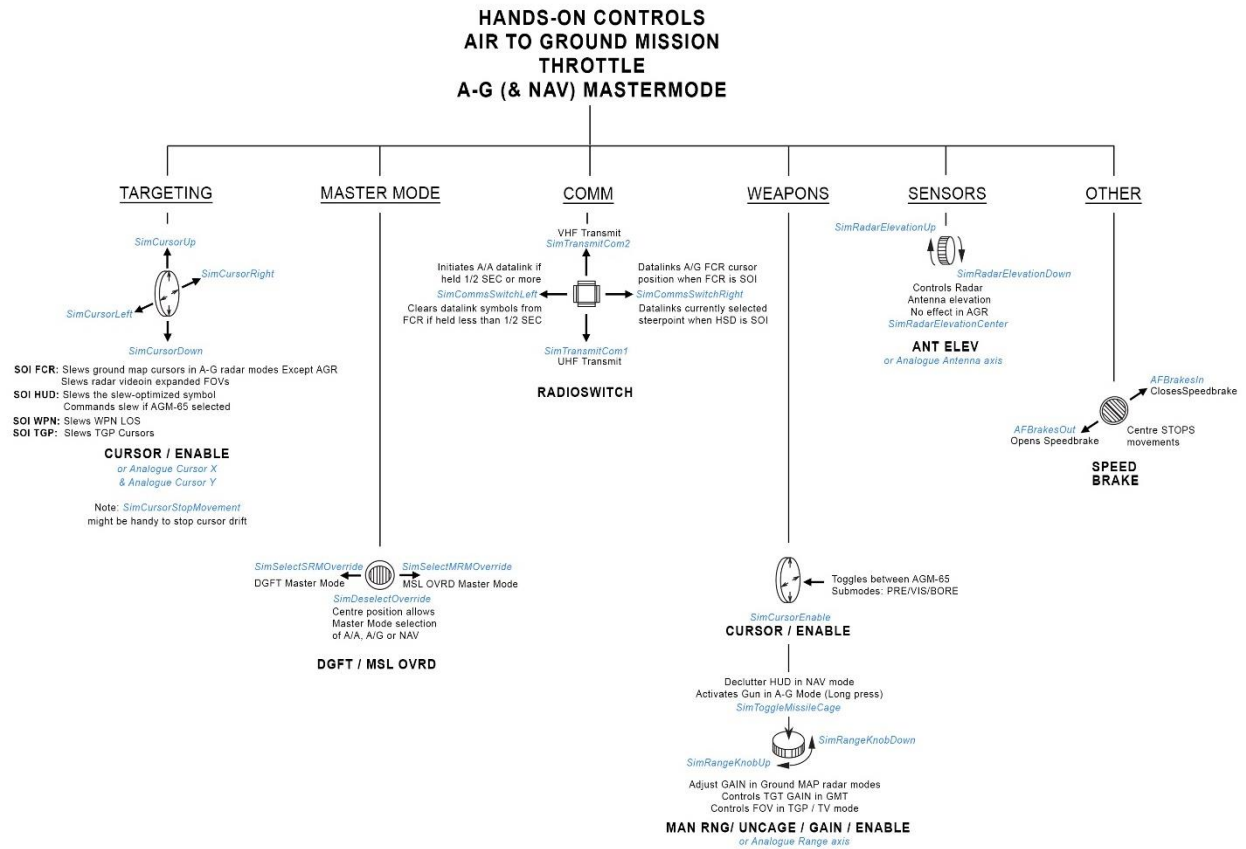 HANDS-ON CONTROLS
AIR TO GROUND MISSION
THROTTLE
A-G (& NAV) MASTERMODE
TARGETING
SimCursorUp
SimCursorRight
SimCursorLeft
SimCursorDown
SOI FCR: Slews ground map cursors in A-G radar modes Except AGR
Slews radar videoin expanded FOVs
SOI HUD: Slews the slew-optimized symbol
Commands slew if AGM-65 selected
SOI WPN: Slews WPN LOS
SOI TGP: Slews TGP Cursors
CURSOR / ENABLE
or Analogue Cursor X
& Analogue Cursor Y
Note: SimCursorStopMovement
might be handy to stop cursor drift
MASTER MODE
SimSelectSRMOverride
DGFT Master Mode
SimSelectMRMOverride
MSL OVRD Master Mode
SimDeselectOverride
Centre position allows
Master Mode selection
of A/A, A/G or NAV
DGFT / MSL OVRD
COMM
VHF Transmit
SimTransmitCom2
Initiates A/A datalink if
held 1/2 SEC or more
SimCommsSwitchLeft
Clears datalink symbols from
FCR if held less than 1/2 SEC
Datalinks A/G FCR cursor
position when FCR is SOI
SimCommsSwitchRight
Datalinks currently selected
steerpoint when HSD is SOI
SimTransmitCom1
UHF Transmit
RADIOSWITCH
WEAPONS
Toggles between AGM-65
Submodes: PRE/VIS/BORE
SimCursorEnable
CURSOR / ENABLE
Declutter HUD in NAV mode
Activates Gun in A-G Mode (Long press)
SimToggleMissileCage
SimRangeKnobDown
SimRangeKnobUp
Adjust GAIN in Ground MAP radar modes
Controls TGT GAIN in GMT
Controls FOV in TGP / TV mode
MAN RNG/ UNCAGE / GAIN / ENABLE
or Analogue Range axis
SENSORS
SimRadarElevationUp
SimRadarElevationDown
Controls Radar
Antenna elevation
No effect in AGR
SimRadarElevationCenter
ANT ELEV
or Analogue Antenna axis
OTHER
AFBrakesIn
ClosesSpeedbrake
AFBrakesOut
Opens Speedbrake
Centre STOPS
movements
SPEED
BRAKE